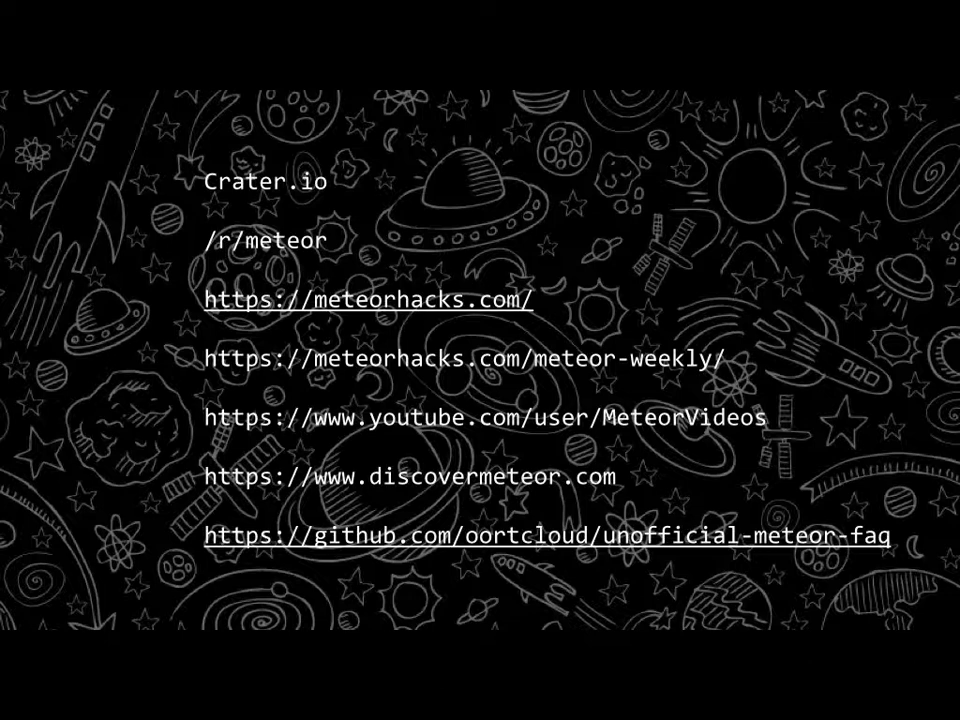 Crater.io
/r/meteor
https://meteorhacks.com/
https://meteorhacks.com/meteor-weekly/
https://www.youtube.com/user/MeteorVideos
https://www.discovermeteor.com
https://github.com/oortcloud/unofficial-meteor-faq